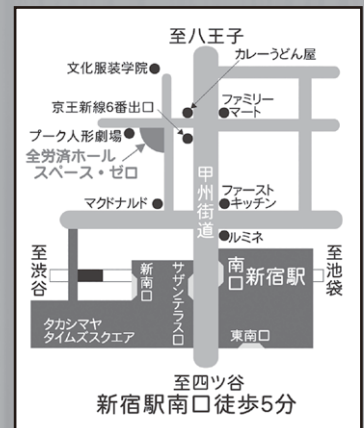 至八王子
カレーうどん屋
文化服装学院
京王新線6番出口
ファミリー
マート
プーク人形劇場
全労済ホール
スペース・ゼロ
甲州街道
マクドナルド
ファースト
キッチン
ルミネ
至渋谷
新南口
サザンテラス口
南口
新宿駅
至池袋
タカシマヤ
タイムズスクエア
東南口
至四ツ谷
新宿駅南口徒歩5分